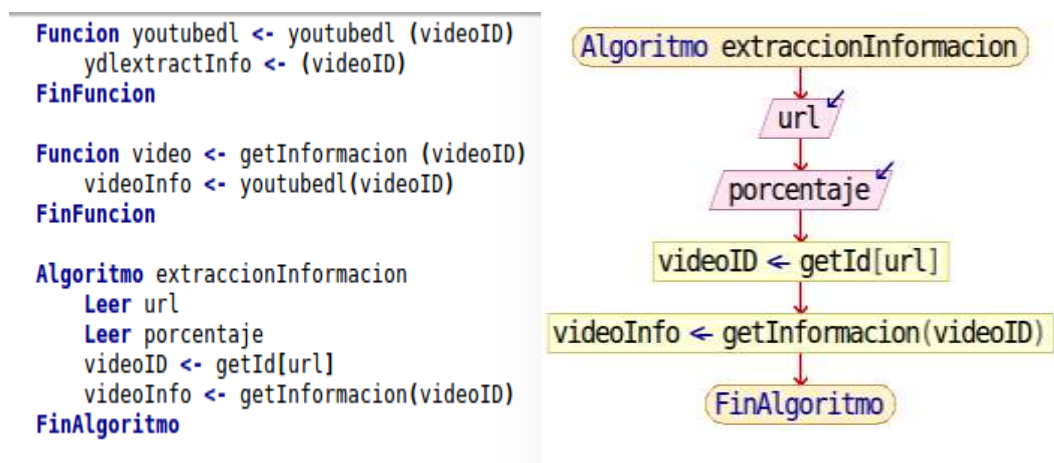 Funcion youtubedl <- youtubedl (videoID)
ydlextractInfo <- (videoID)
FinFuncion
Funcion video <- getInformacion (videoID)
videoInfo <- youtubedl(videoID)
FinFuncion
Algoritmo extraccionInformacion
Leer url
Leer porcentaje
videoID <- getId[url]
videoInfo <- getInformacion(videoID)
FinAlgoritmo
Algoritmo extraccionInformacion
url
porcentaje
videoID <- getId[url]
videoInfo <- getInformacion(videoID)
FinAlgoritmo